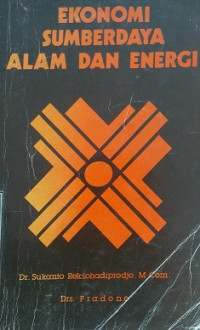 EKONOMI
SUMBERDAYA
ALAM DAN ENERGI
Dr. Sukanto Reksohadiprodjo, M.Com.
Drs. Pradono